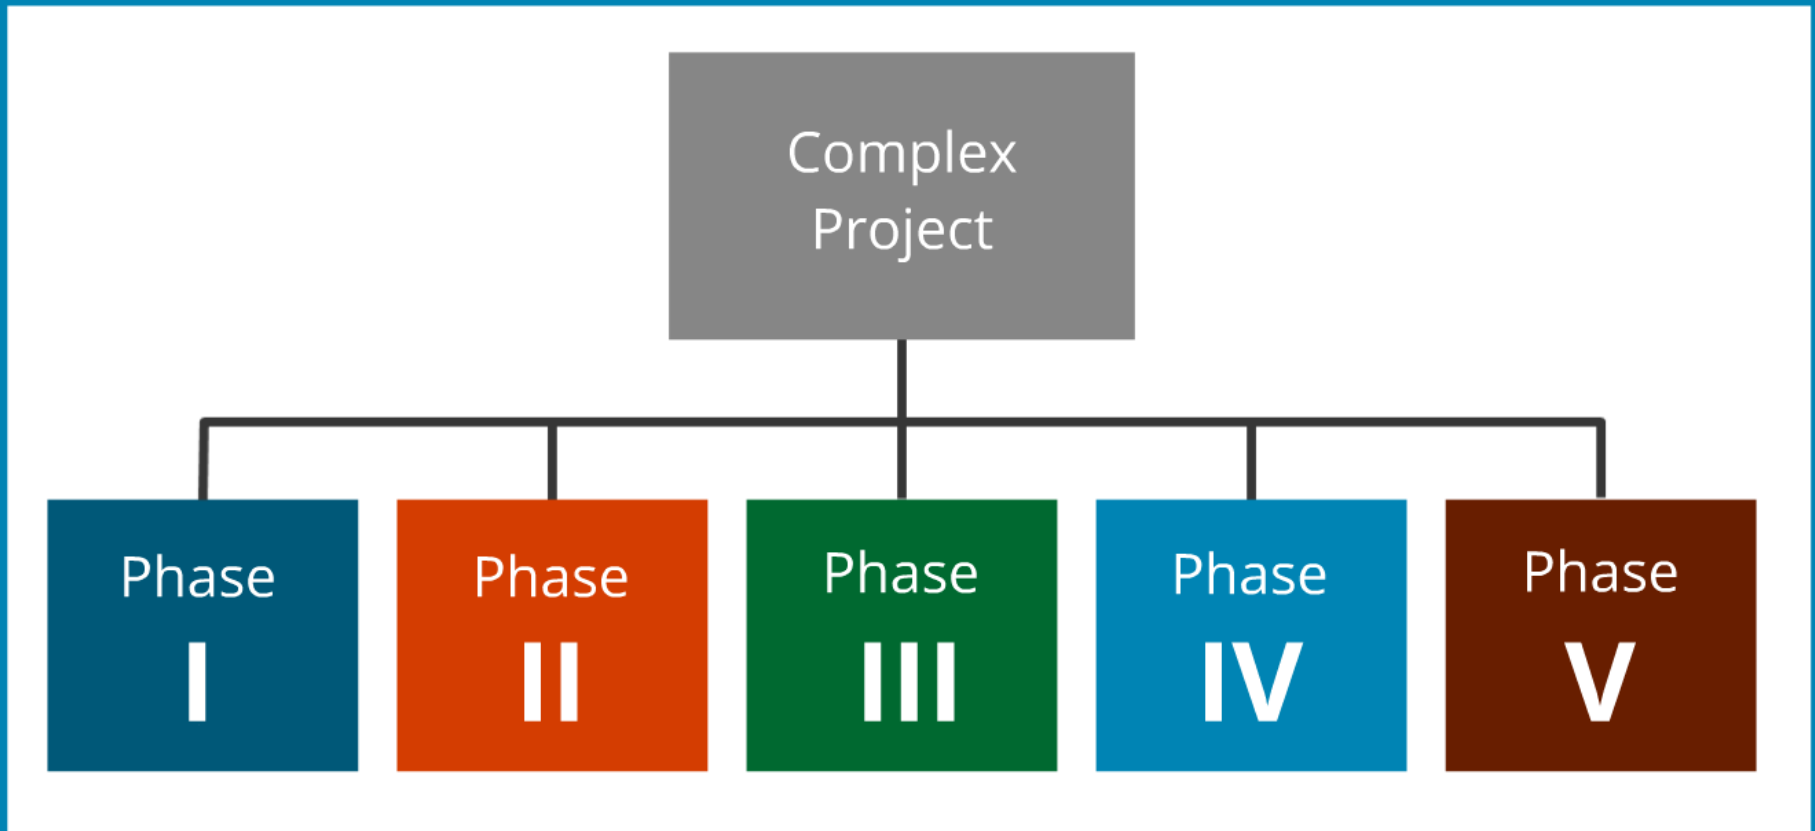 Complex
Project
Phase
I
Phase
II
Phase
III
Phase
IV
Phase
V